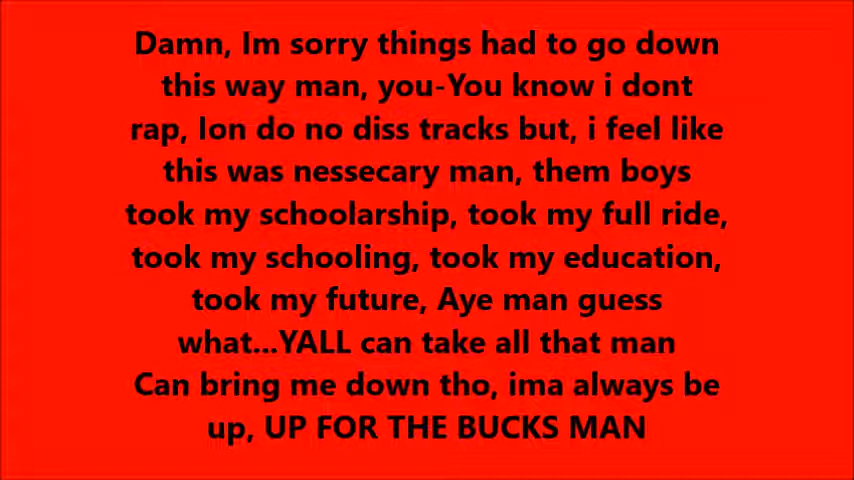 Damn, Im sorry things had to go down
this way man, you-You know i dont
rap, Ion do no diss tracks but, i feel like
this was nessecary man, them boys
took my schoolarship, took my full ride,
took my schooling, took my education,
took my future, Aye man guess
what...YALL can take all that man
Can bring me down tho, ima always be
up, UP FOR THE BUCKS MAN